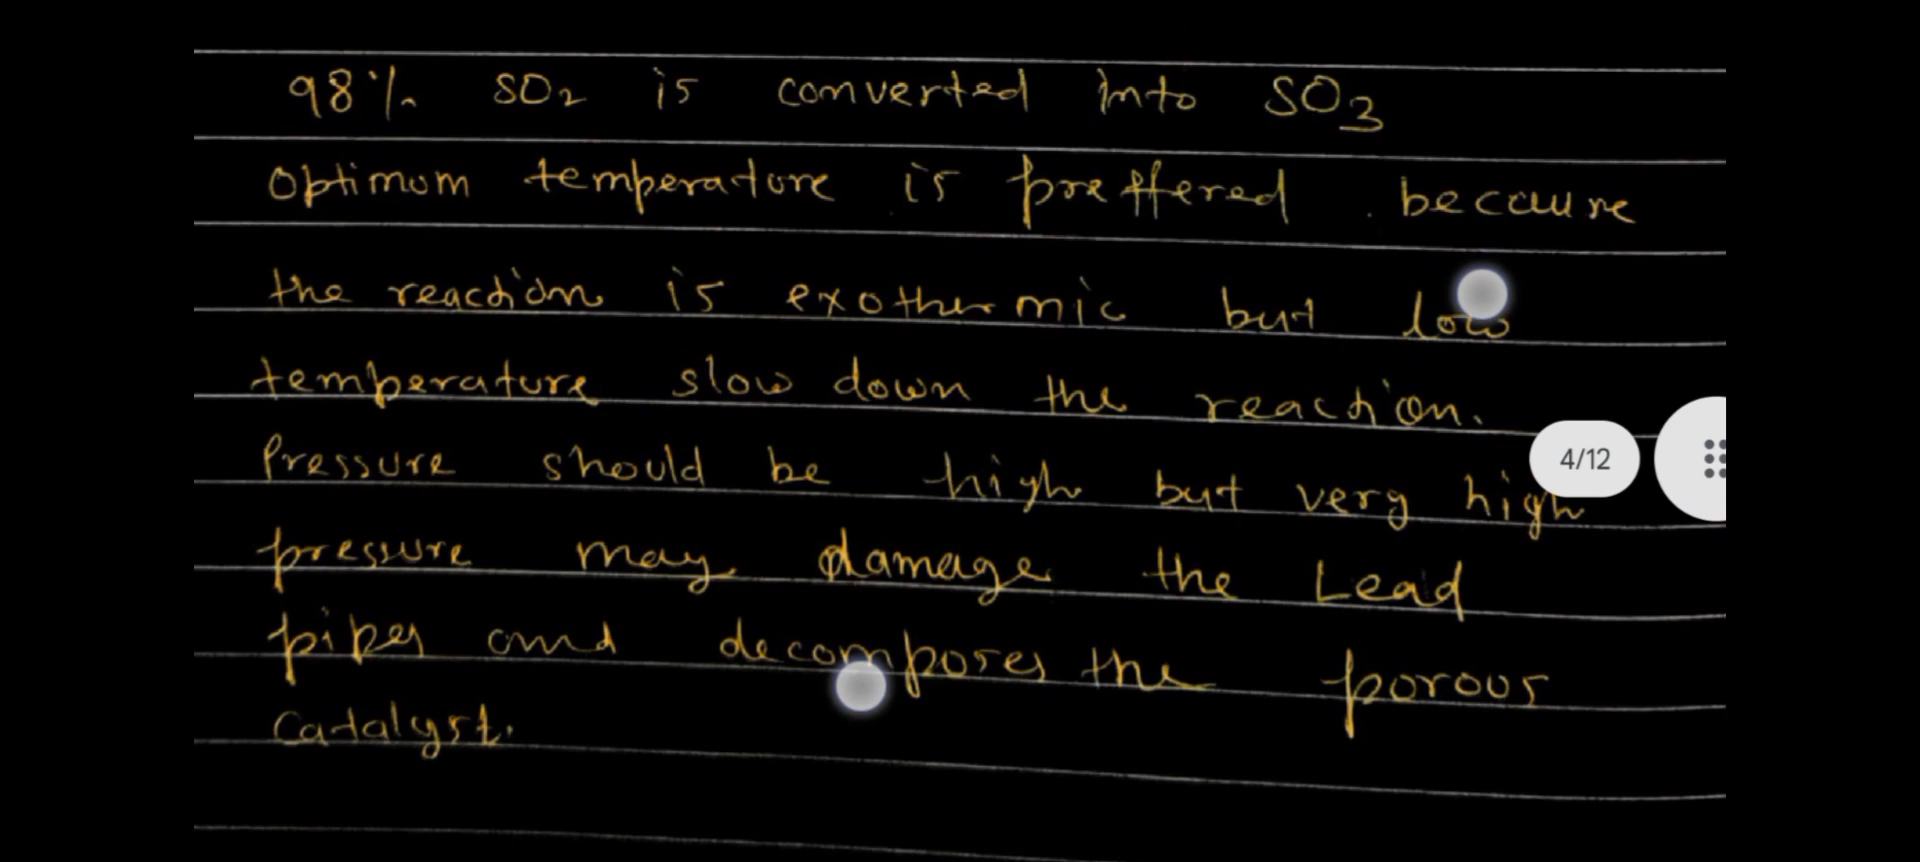 98% SO2 is converted into SO3
Optimum temperature is preffered because
the reaction is exothermic but low
temperature slow down the reaction.
Pressure should be high but very high
pressure may damage the Lead
pipes and decomposes the porous
Catalyst.
4/12